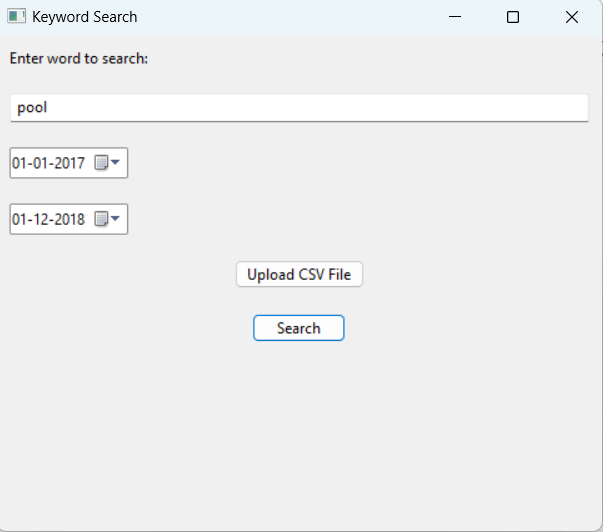 Keyword Search
Enter word to search:
pool
01-01-2017
01-12-2018
Upload CSV File
Search